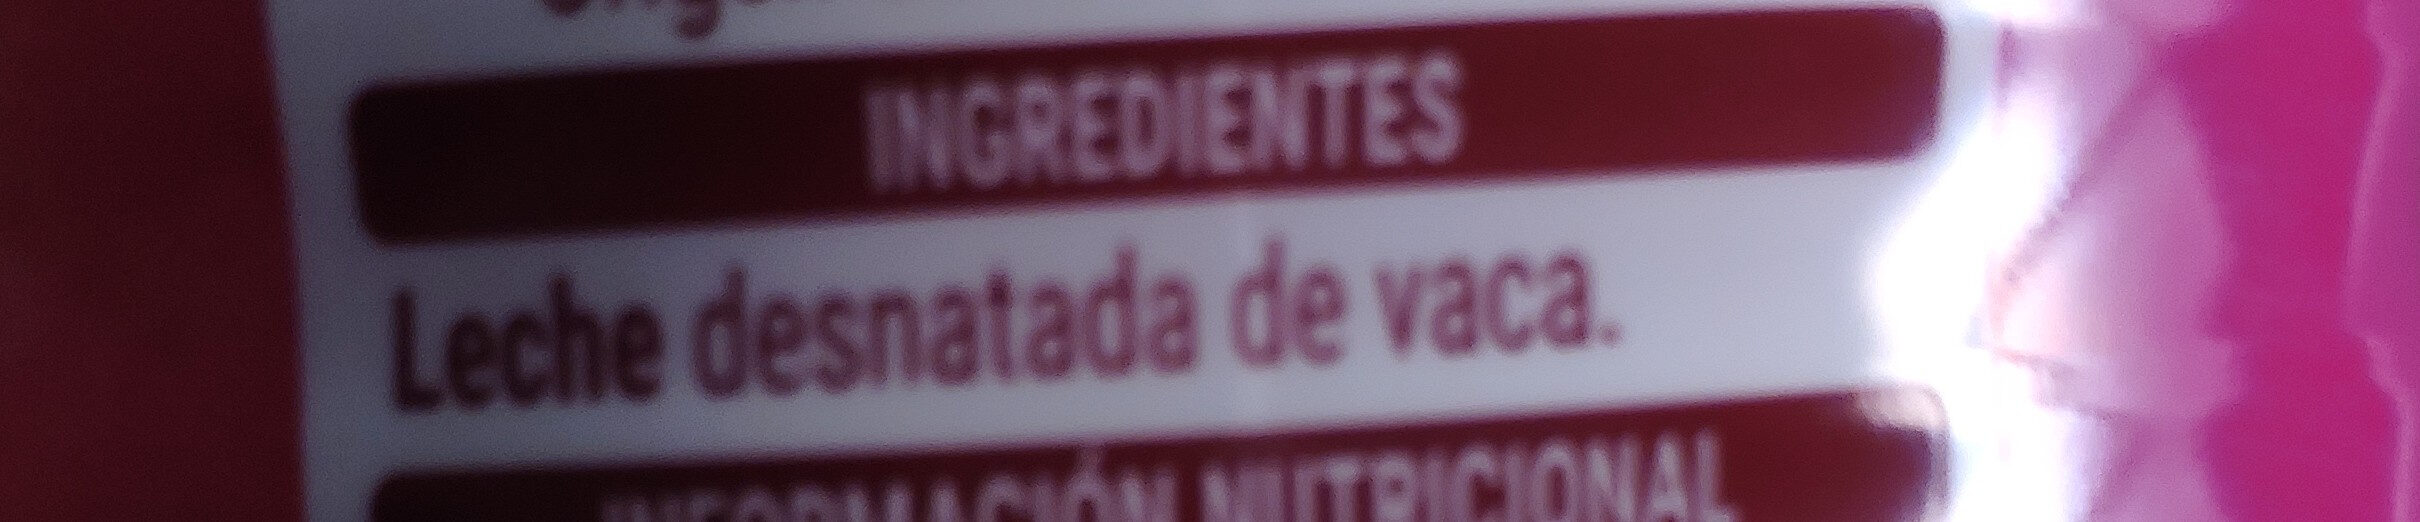 INGREDIENTES
Leche desnatada de vaca.
INFORMACIÓN NUTRICIONAL